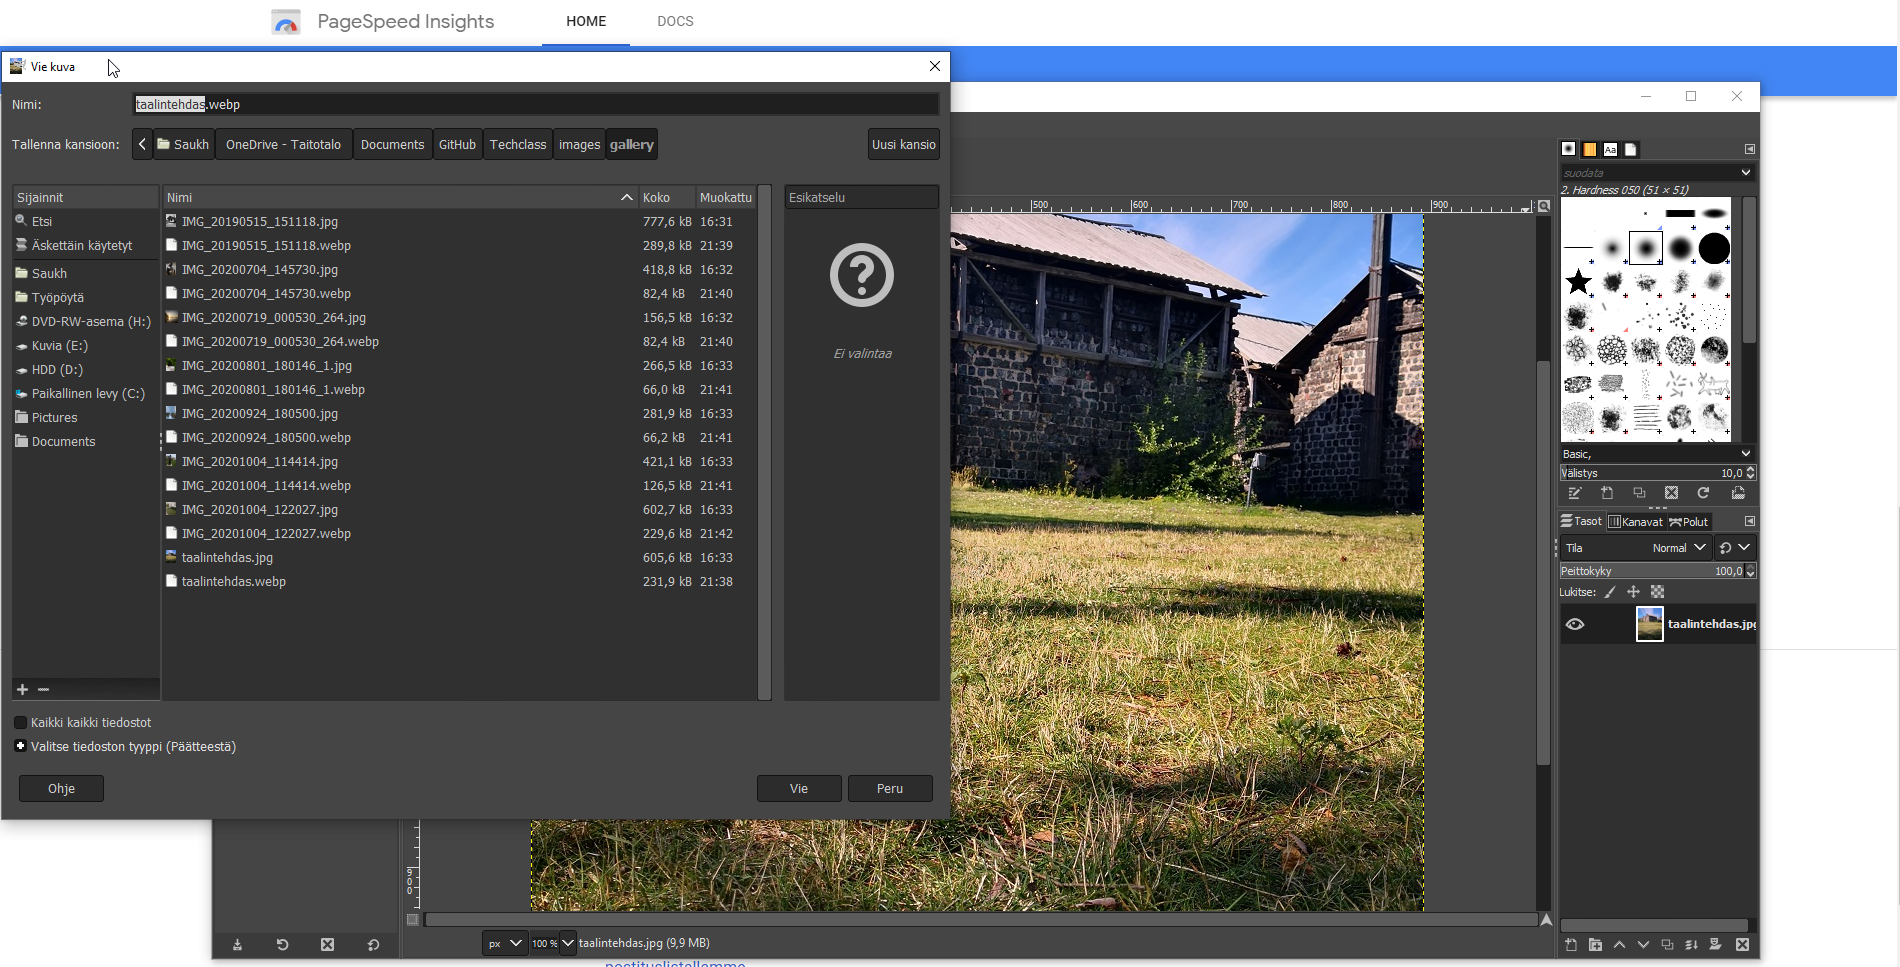 PageSpeed Insights HOME DOCS
Vie kuva
Nimi: taalintehdas.webp
Tallenna kansioon: Saukh OneDrive - Taitotalo Documents GitHub Techclass images gallery Uusi kansio
Sijainnit
Etsi
Äskettäin käytetyt
Saukh
Työpöytä
DVD-RW-asema (H:)
Kuvia (E:)
HDD (D:)
Paikallinen levy (C:)
Pictures
Documents
Nimi Koko Muokattu
IMG_20190515_151118.jpg 777,6 kB 16:31
IMG_20190515_151118.webp 289,8 kB 21:39
IMG_20200704_145730.jpg 418,8 kB 16:32
IMG_20200704_145730.webp 82,4 kB 21:40
IMG_20200719_000530_264.jpg 156,5 kB 16:32
IMG_20200719_000530_264.webp 82,4 kB 21:40
IMG_20200801_180146_1.jpg 266,5 kB 16:33
IMG_20200801_180146_1.webp 66,0 kB 21:41
IMG_20200924_180500.jpg 281,9 kB 16:33
IMG_20200924_180500.webp 66,2 kB 21:41
IMG_20201004_114414.jpg 421,1 kB 16:33
IMG_20201004_114414.webp 126,5 kB 21:41
IMG_20201004_122027.jpg 602,7 kB 16:33
IMG_20201004_122027.webp 229,6 kB 21:42
taalintehdas.jpg 605,6 kB 16:33
taalintehdas.webp 231,9 kB 21:38
Esikatselu
Ei valintaa
Kaikki kaikki tiedostot
Valitse tiedoston tyyppi (Päätteestä)
Ohje Vie Peru
500 600 700 800 900
900
px 100 % taalintehdas.jpg (9,9 MB)
Aa
suodata
2. Hardness 050 (51 × 51)
Basic,
Välistys 10,0
Tasot Kanavat Polut
Tila Normal
Peittokyky 100,0
Lukitse:
taalintehdas.jpg